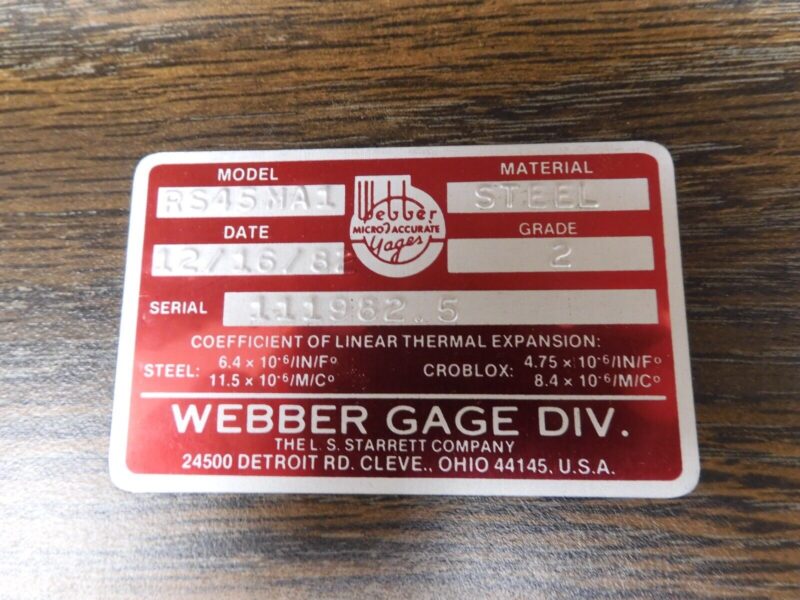 MODEL
RS45MA1
MATERIAL
STEEL
Webber
MICRO ACCURATE
Gages
DATE
12/16/82
GRADE
2
SERIAL 111962.5
COEFFICIENT OF LINEAR THERMAL EXPANSION:
STEEL: 6.4 × 10⁻⁶/IN/F°
11.5 × 10⁻⁶/M/C°
CROBLOX: 4.75 × 10⁻⁶/IN/F°
8.4 × 10⁻⁶/M/C°
WEBBER GAGE DIV.
THE L. S. STARRETT COMPANY
24500 DETROIT RD. CLEVE., OHIO 44145. U.S.A.